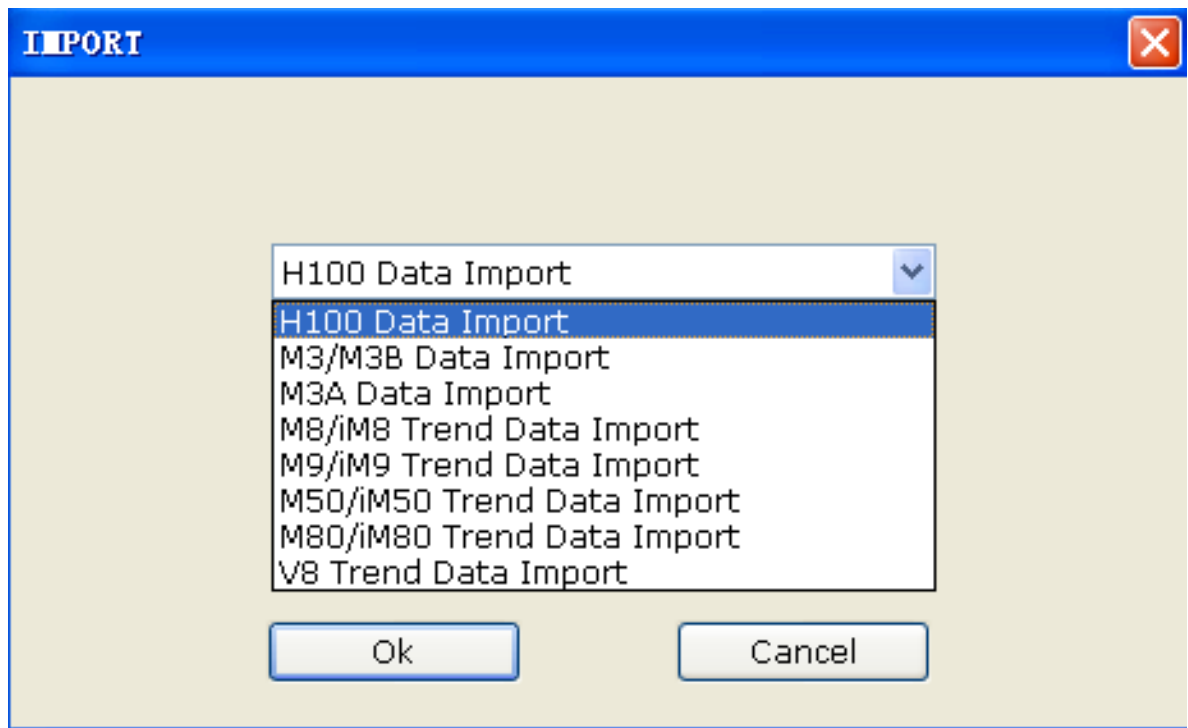 IMPORT
H100 Data Import
H100 Data Import
M3/M3B Data Import
M3A Data Import
M8/iM8 Trend Data Import
M9/iM9 Trend Data Import
M50/iM50 Trend Data Import
M80/iM80 Trend Data Import
V8 Trend Data Import
Ok Cancel